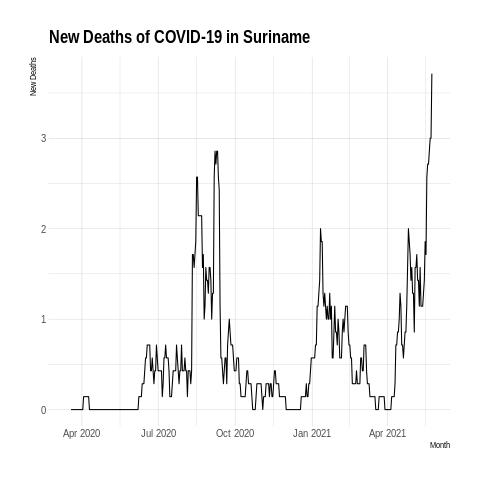 New Deaths of COVID-19 in Suriname
New Deaths
3
2
1
0
Apr 2020 Jul 2020 Oct 2020 Jan 2021 Apr 2021
Month